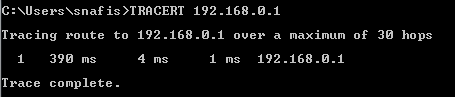 C:\Users\snafis>TRACERT 192.168.0.1
Tracing route to 192.168.0.1 over a maximum of 30 hops
1 390 ms 4 ms 1 ms 192.168.0.1
Trace complete.